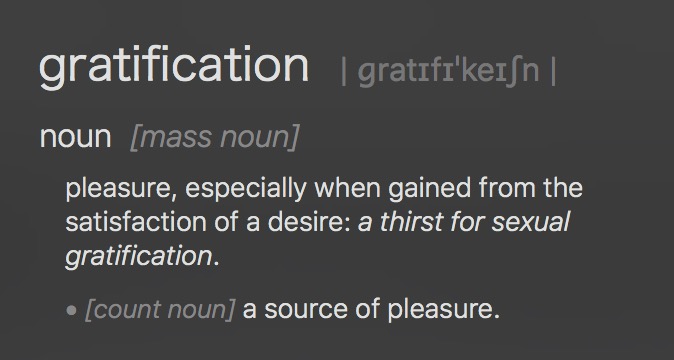 gratification | ɡratɪfɪˈkeɪʃn |
noun [mass noun]
pleasure, especially when gained from the
satisfaction of a desire: a thirst for sexual
gratification.
• [count noun] a source of pleasure.